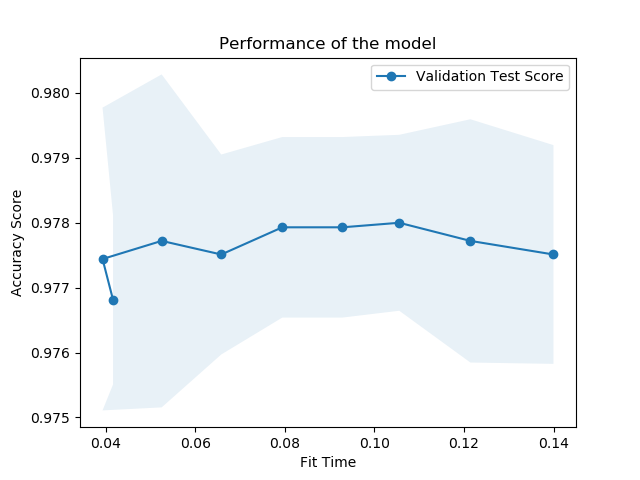 Performance of the model
Validation Test Score
0.980
0.979
0.978
0.977
0.976
0.975
Accuracy Score
0.04 0.06 0.08 0.10 0.12 0.14
Fit Time